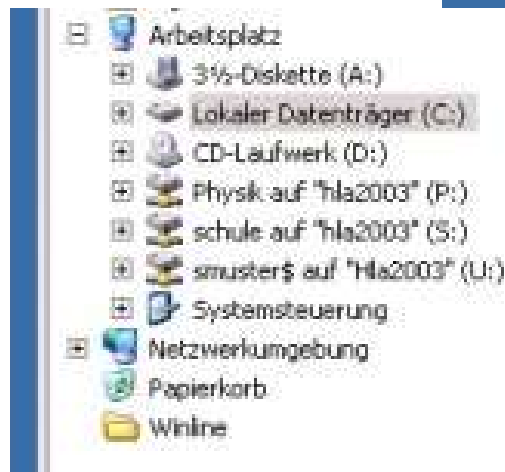 Arbeitsplatz
3½-Diskette (A:)
Lokaler Datenträger (C:)
CD-Laufwerk (D:)
Physik auf "hla2003" (P:)
schule auf "hla2003" (S:)
smuster$ auf "Hla2003" (U:)
Systemsteuerung
Netzwerkumgebung
Papierkorb
Winline